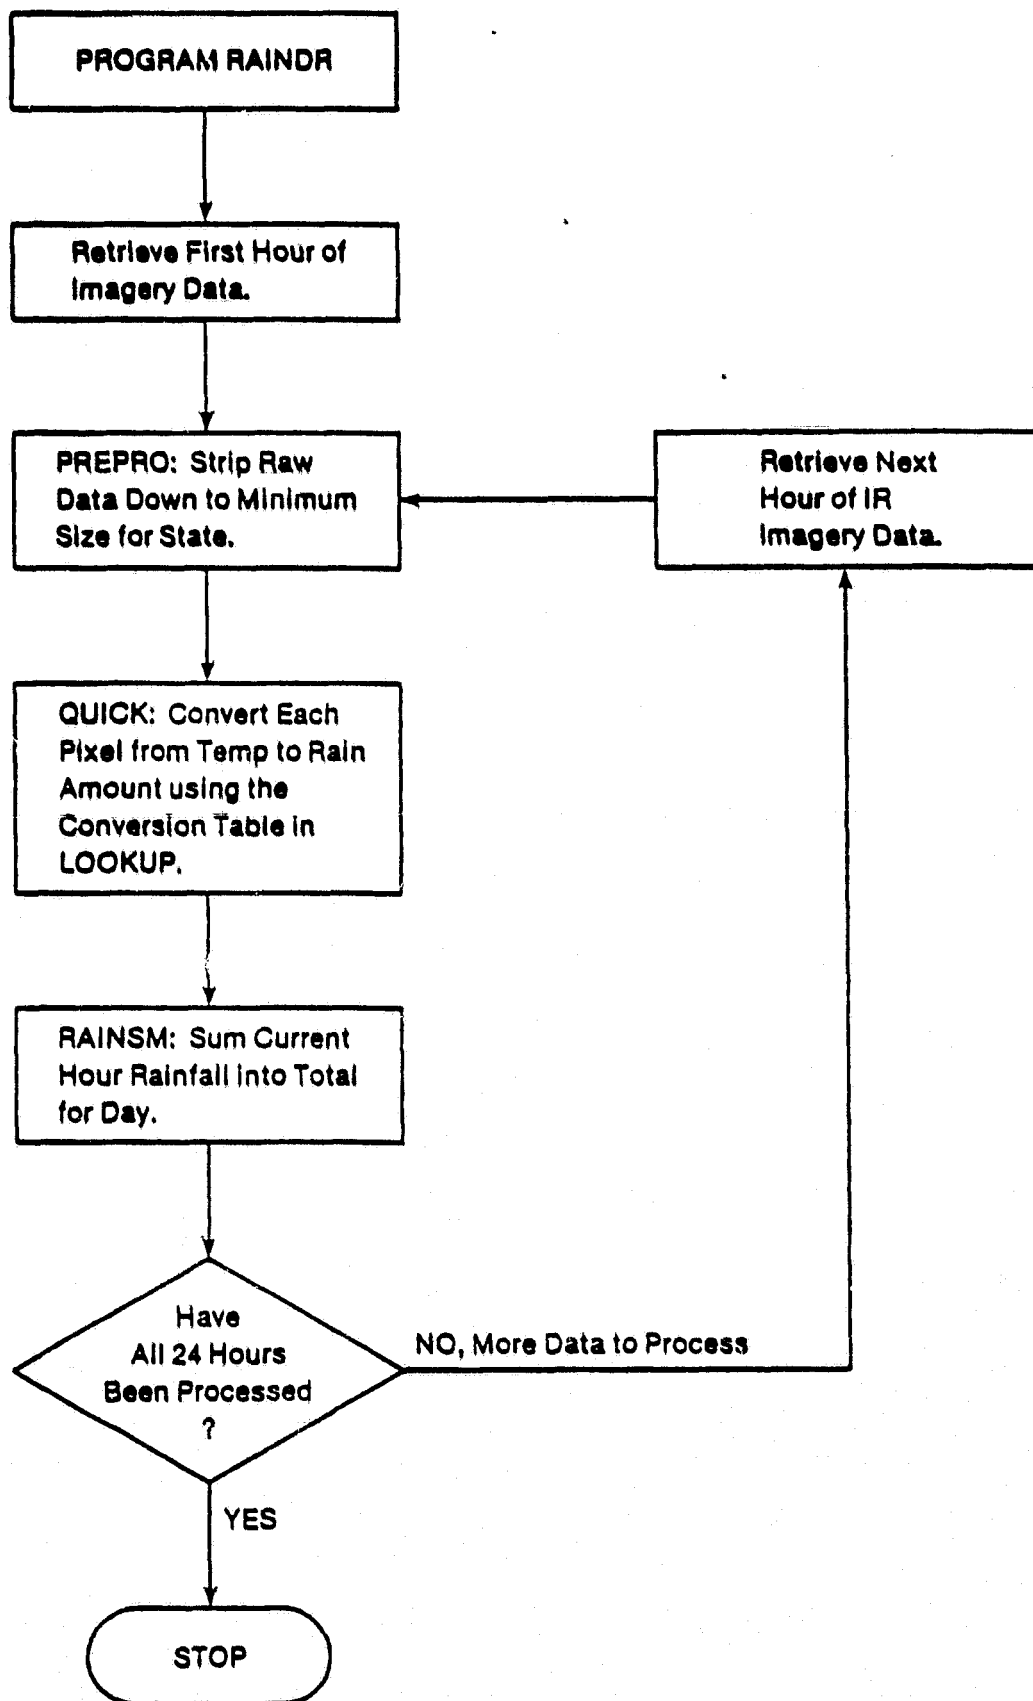 PROGRAM RAINDR
Retrieve First Hour of
Imagery Data.
PREPRO: Strip Raw
Data Down to Minimum
Size for State.
Retrieve Next
Hour of IR
Imagery Data.
QUICK: Convert Each
Pixel from Temp to Rain
Amount using the
Conversion Table in
LOOKUP.
RAINSM: Sum Current
Hour Rainfall into Total
for Day.
Have
All 24 Hours
Been Processed
?
NO, More Data to Process
YES
STOP